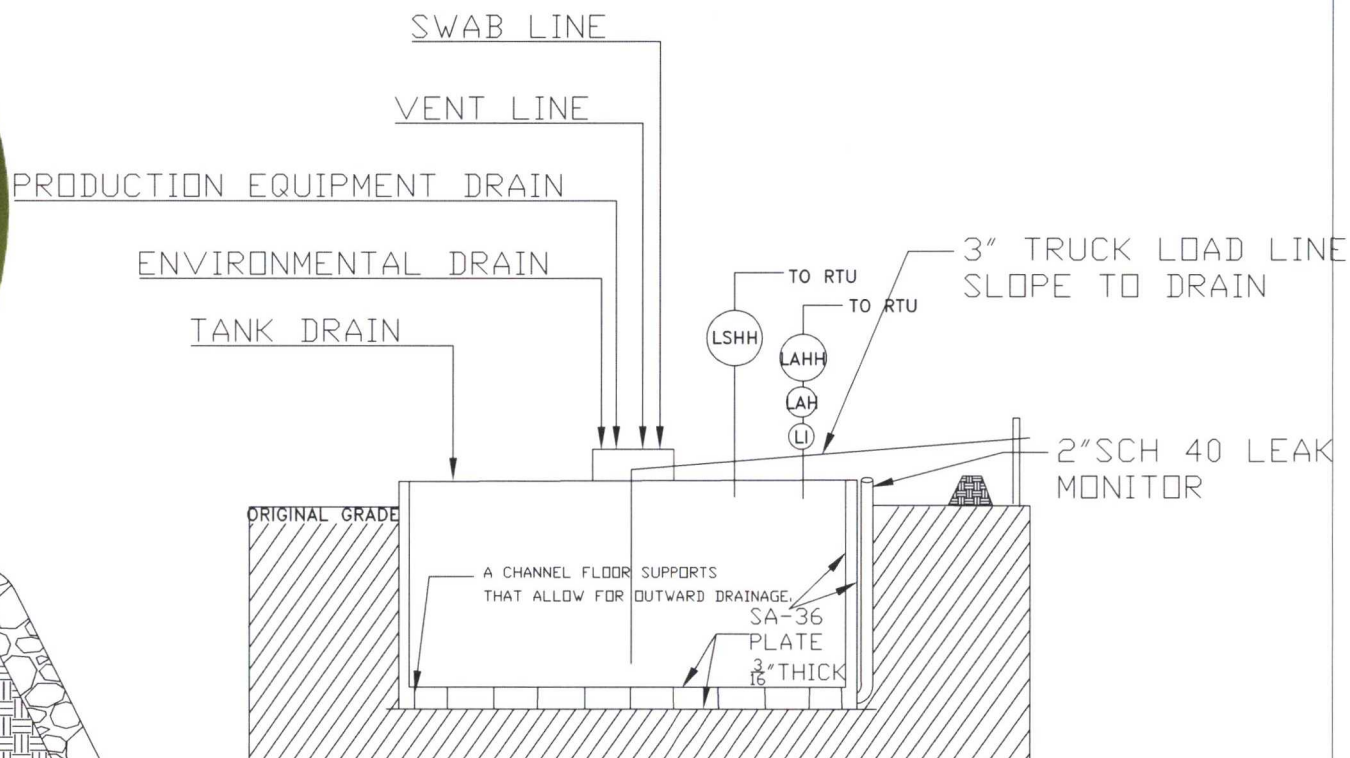 SWAB LINE
VENT LINE
PRODUCTION EQUIPMENT DRAIN
ENVIRONMENTAL DRAIN
TANK DRAIN
TO RTU
TO RTU
3" TRUCK LOAD LINE
SLOPE TO DRAIN
LSHH
LAHH
LAH
LI
2"SCH 40 LEAK
MONITOR
ORIGINAL GRADE
A CHANNEL FLOOR SUPPORTS
THAT ALLOW FOR OUTWARD DRAINAGE.
SA-36
PLATE
3/16" THICK